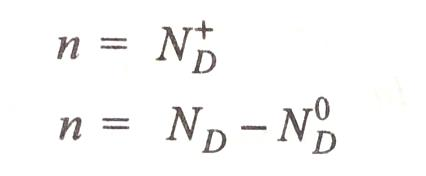 n = N_D^+
n = N_D − N_D^0